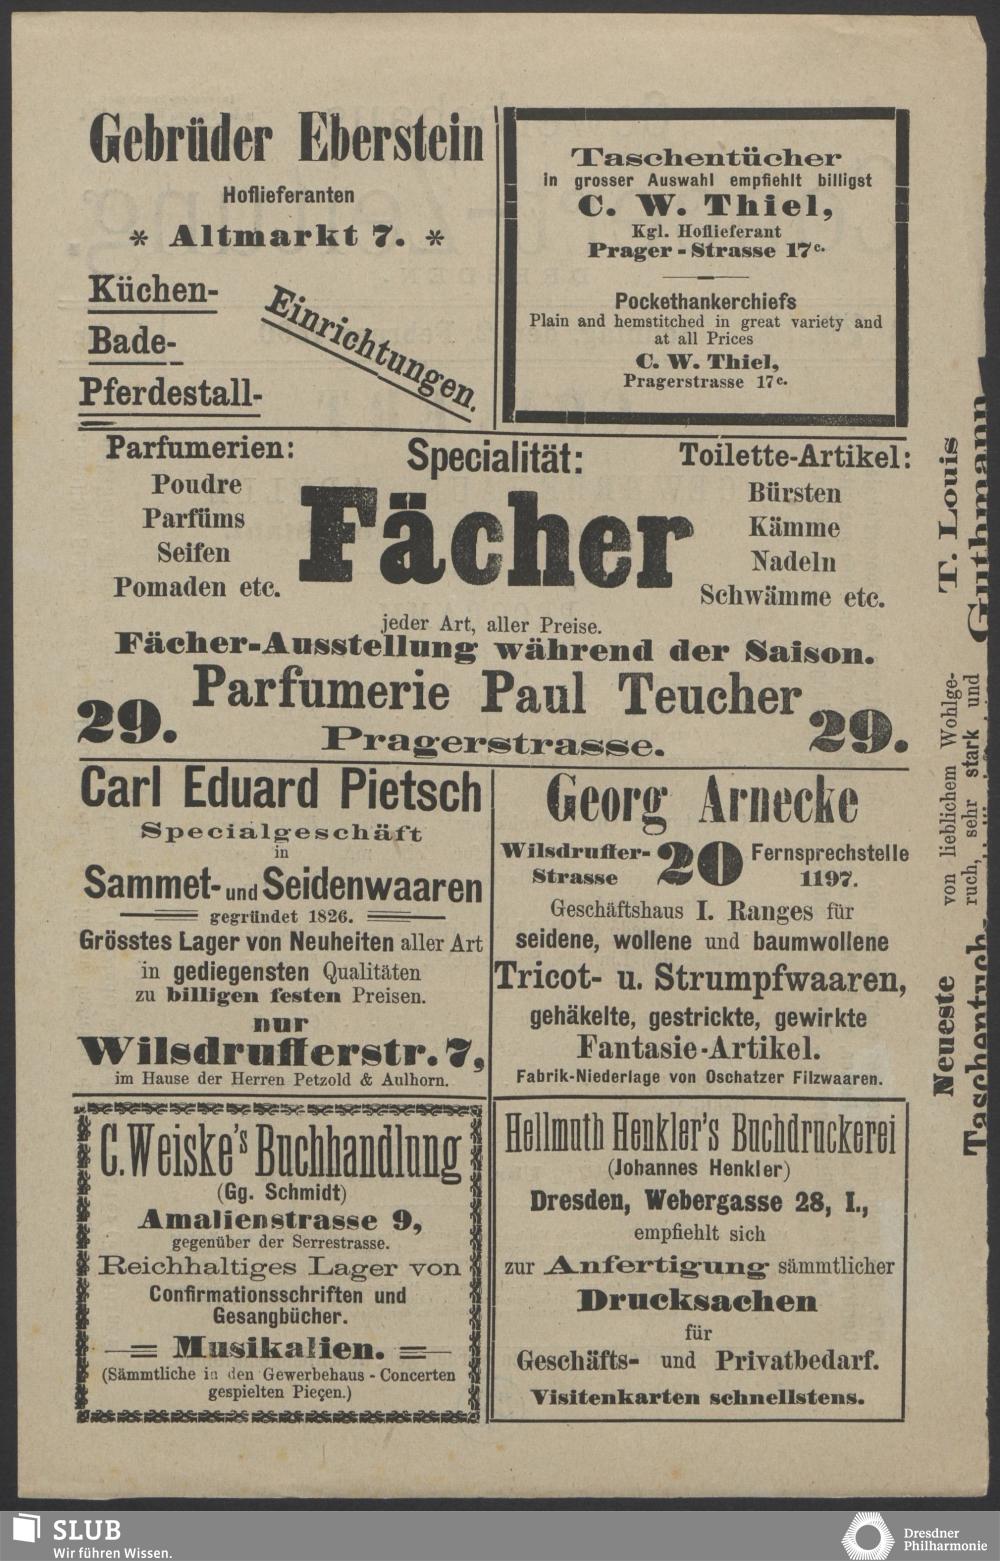 Gebrüder Eberstein
Hoflieferanten
* Altmarkt 7. *
Küchen-
Bade-
Pferdestall-
Einrichtungen.
Taschentücher
in grosser Auswahl empfiehlt billigst
C. W. Thiel,
Kgl. Hoflieferant
Prager - Strasse 17c.
Pockethankerchiefs
Plain and hemstitched in great variety and
at all Prices
C. W. Thiel,
Pragerstrasse 17c.
Parfumerien:
Poudre
Parfüms
Seifen
Pomaden etc.
Specialität:
Fächer
Toilette-Artikel:
Bürsten
Kämme
Nadeln
Schwämme etc.
jeder Art, aller Preise.
Fächer-Ausstellung während der Saison.
29. Parfumerie Paul Teucher 29.
Pragerstrasse.
Carl Eduard Pietsch
Specialgeschäft
in
Sammet- und Seidenwaaren
gegründet 1826.
Grösstes Lager von Neuheiten aller Art
in gediegensten Qualitäten
zu billigen festen Preisen.
nur
Wilsdrufferstr. 7,
im Hause der Herren Petzold & Aulhorn.
Georg Arnecke
Wilsdruffer-
Strasse
20
Fernsprechstelle
1197.
Geschäftshaus I. Ranges für
seidene, wollene und baumwollene
Tricot- u. Strumpfwaaren,
gehäkelte, gestrickte, gewirkte
Fantasie-Artikel.
Fabrik-Niederlage von Oschatzer Filzwaaren.
C. Weiske's Buchhandlung
(Gg. Schmidt)
Amalienstrasse 9,
gegenüber der Serrestrasse.
Reichhaltiges Lager von
Confirmationsschriften und
Gesangbücher.
Musikalien.
(Sämmtliche in den Gewerbehaus - Concerten
gespielten Pieçen.)
Hellmuth Henkler's Buchdruckerei
(Johannes Henkler)
Dresden, Webergasse 28, I.,
empfiehlt sich
zur Anfertigung sämmtlicher
Drucksachen
für
Geschäfts- und Privatbedarf.
Visitenkarten schnellstens.
Neueste
Taschentuch-
von lieblichem Wohlge-
ruch, sehr stark und
T. Louis
Guthmann
SLUB
Wir führen Wissen.
Dresdner
Philharmonie